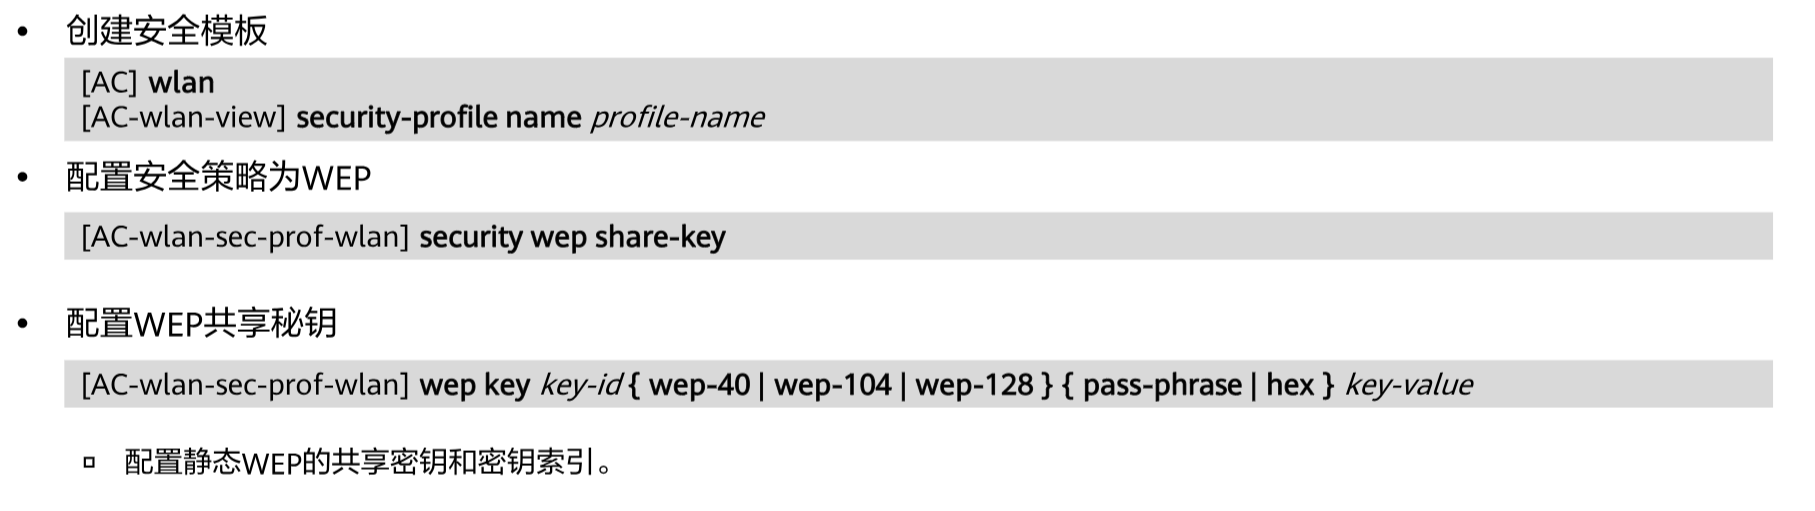 • 创建安全模板
[AC] wlan
[AC-wlan-view] security-profile name profile-name
• 配置安全策略为WEP
[AC-wlan-sec-prof-wlan] security wep share-key
• 配置WEP共享秘钥
[AC-wlan-sec-prof-wlan] wep key key-id { wep-40 | wep-104 | wep-128 } { pass-phrase | hex } key-value
▫ 配置静态WEP的共享密钥和密钥索引。